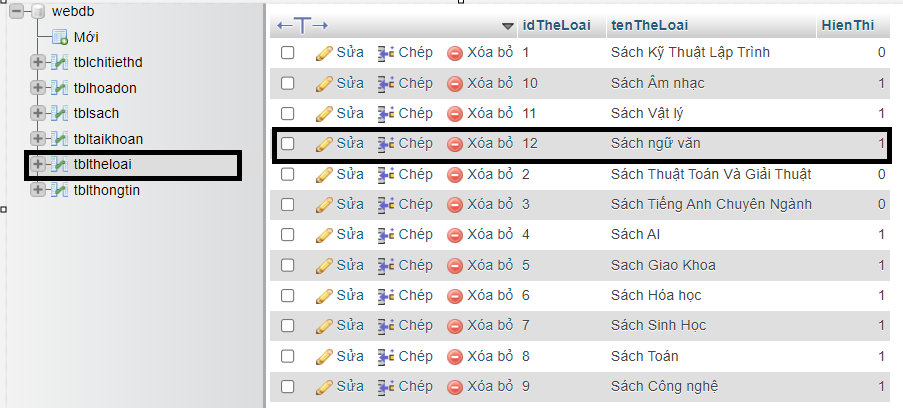 webdb
Mới
tblchitiethd
tblhoadon
tblsach
tbltaikhoan
tbltheloai
tblthongtin
idTheLoai tenTheLoai HienThi
Sửa Chép Xóa bỏ 1 Sách Kỹ Thuật Lập Trình 0
Sửa Chép Xóa bỏ 10 Sách Âm nhạc 1
Sửa Chép Xóa bỏ 11 Sách Vật lý 1
Sửa Chép Xóa bỏ 12 Sách ngữ văn 1
Sửa Chép Xóa bỏ 2 Sách Thuật Toán Và Giải Thuật 0
Sửa Chép Xóa bỏ 3 Sách Tiếng Anh Chuyên Ngành 0
Sửa Chép Xóa bỏ 4 Sách AI 1
Sửa Chép Xóa bỏ 5 Sach Giao Khoa 1
Sửa Chép Xóa bỏ 6 Sách Hóa học 1
Sửa Chép Xóa bỏ 7 Sách Sinh Học 1
Sửa Chép Xóa bỏ 8 Sách Toán 1
Sửa Chép Xóa bỏ 9 Sách Công nghệ 1